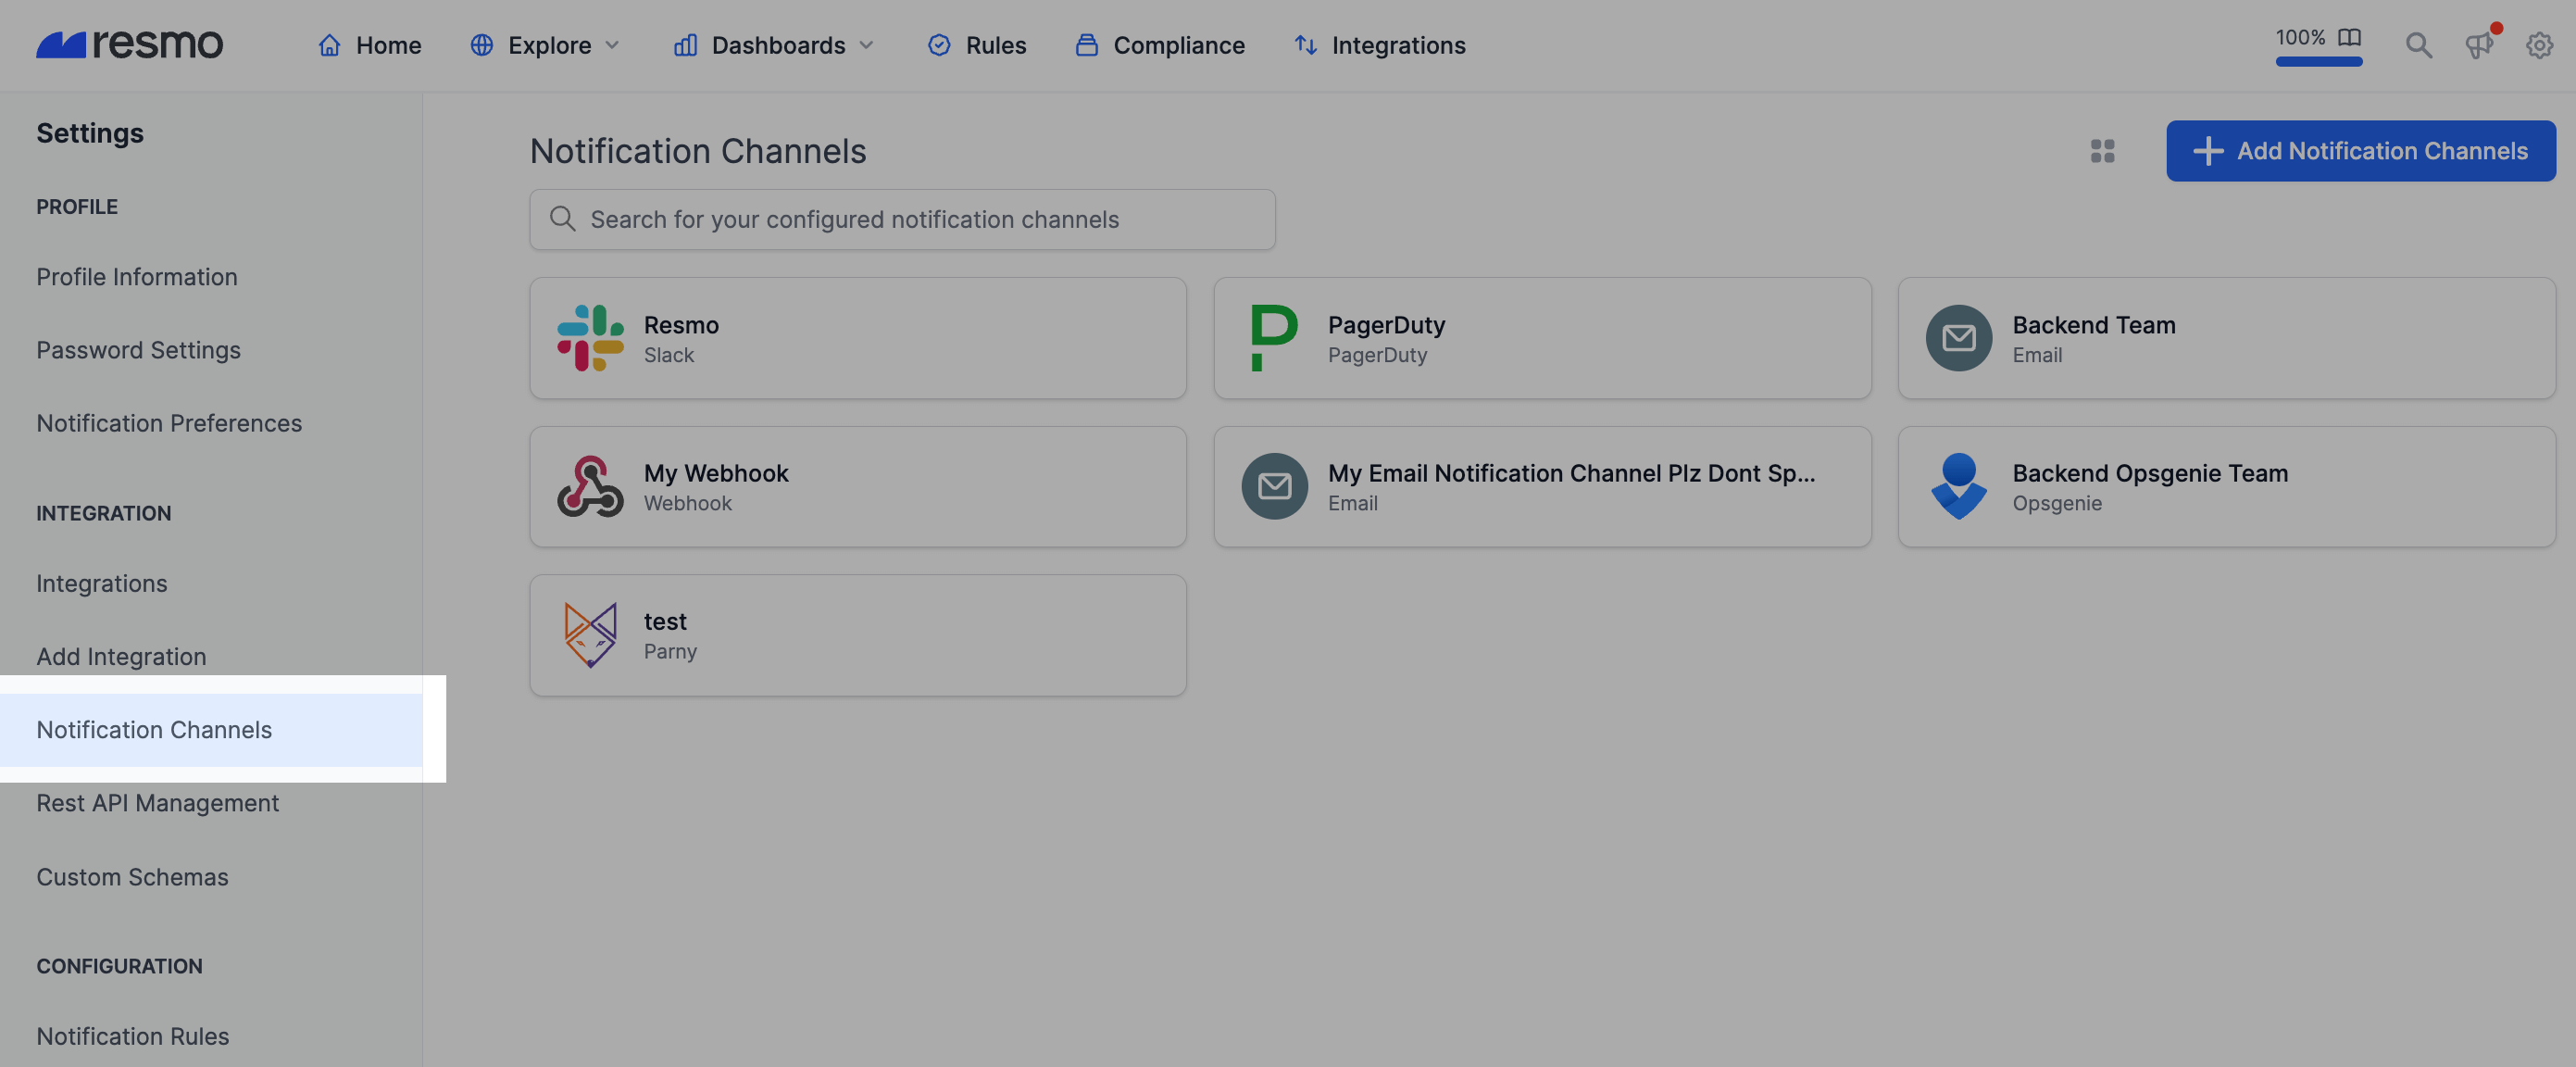 resmo
Home
Explore
Dashboards
Rules
Compliance
Integrations
100%
Settings
PROFILE
Profile Information
Password Settings
Notification Preferences
INTEGRATION
Integrations
Add Integration
Notification Channels
Rest API Management
Custom Schemas
CONFIGURATION
Notification Rules
Notification Channels
Add Notification Channels
Search for your configured notification channels
Resmo
Slack
PagerDuty
PagerDuty
Backend Team
Email
My Webhook
Webhook
My Email Notification Channel Plz Dont Sp...
Email
Backend Opsgenie Team
Opsgenie
test
Parny